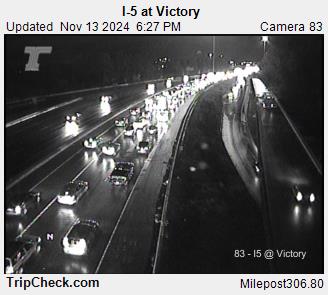 I-5 at Victory
Updated  Nov 13 2024  6:27 PM
Camera 83
T
N
83 - I5 @ Victory
TripCheck.com
Milepost306.80